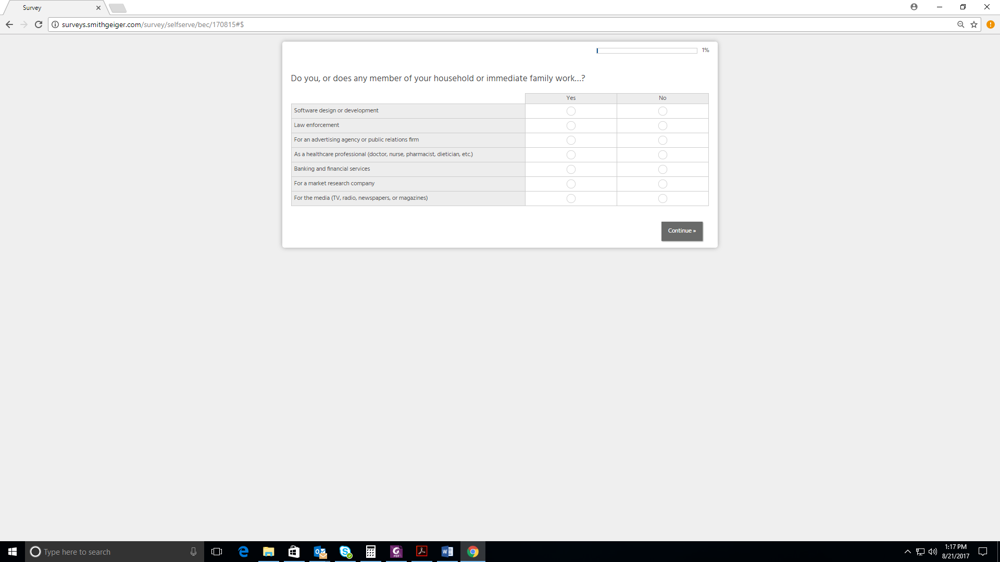 Survey
surveys.smithgeiger.com/survey/selfserve/bec/170815#$
1%
Do you, or does any member of your household or immediate family work...?
Yes No
Software design or development
Law enforcement
For an advertising agency or public relations firm
As a healthcare professional (doctor, nurse, pharmacist, dietician, etc.)
Banking and financial services
For a market research company
For the media (TV, radio, newspapers, or magazines)
Continue »
Type here to search
1:17 PM
8/21/2017